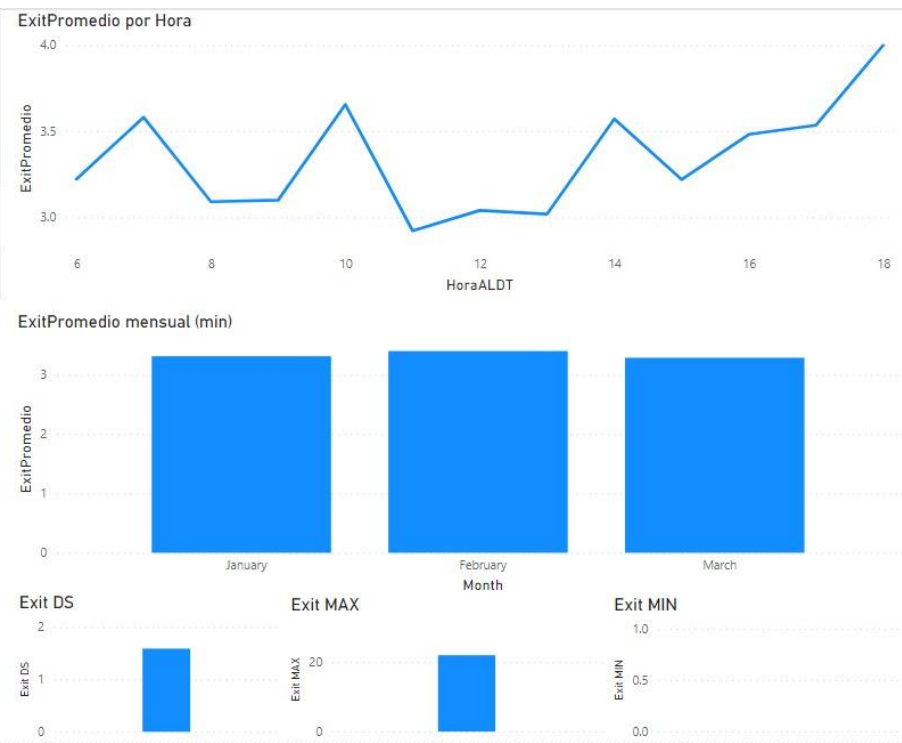 ExitPromedio por Hora
4.0
3.5
3.0
ExitPromedio
6 8 10 12 14 16 18
HoraALDT
ExitPromedio mensual (min)
3
2
1
0
ExitPromedio
January February March
Month
Exit DS
2
1
0
Exit DS
Exit MAX
20
0
Exit MAX
Exit MIN
1.0
0.5
0.0
Exit MIN